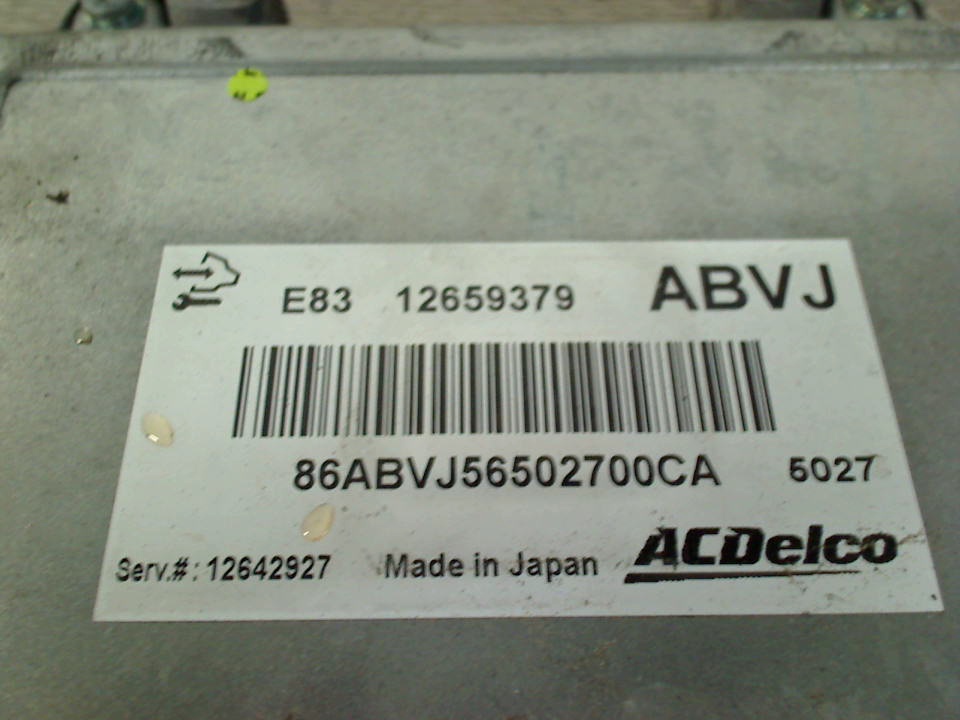 E83 12659379 ABVJ
86ABVJ56502700CA 5027
Serv.#: 12642927 Made in Japan ACDelco